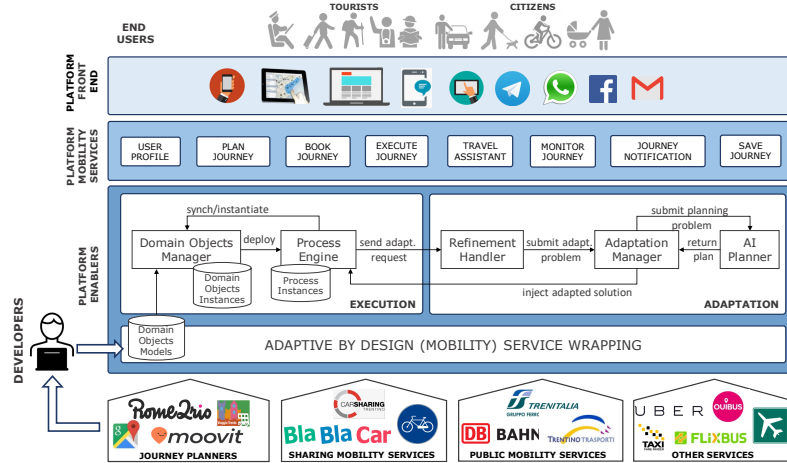 END
USERS
TOURISTS
CITIZENS
PLATFORM
FRONT
END
PLATFORM
MOBILITY
SERVICES
USER
PROFILE
PLAN
JOURNEY
BOOK
JOURNEY
EXECUTE
JOURNEY
TRAVEL
ASSISTANT
MONITOR
JOURNEY
JOURNEY
NOTIFICATION
SAVE
JOURNEY
PLATFORM
ENABLERS
synch/instantiate
Domain Objects
Manager
deploy
Process
Engine
Domain
Objects
Instances
Process
Instances
EXECUTION
send adapt.
request
Refinement
Handler
submit adapt.
problem
Adaptation
Manager
submit planning
problem
return
plan
AI
Planner
inject adapted solution
ADAPTATION
DEVELOPERS
Domain
Objects
Models
ADAPTIVE BY DESIGN (MOBILITY) SERVICE WRAPPING
Rome2rio
moovit
JOURNEY PLANNERS
CARSHARING
TRENTINO
Bla Bla Car
SHARING MOBILITY SERVICES
TRENITALIA
DB BAHN
TRENTINO TRASPORTI
PUBLIC MOBILITY SERVICES
UBER
OUIBUS
TAXI
FLiXBUS
OTHER SERVICES